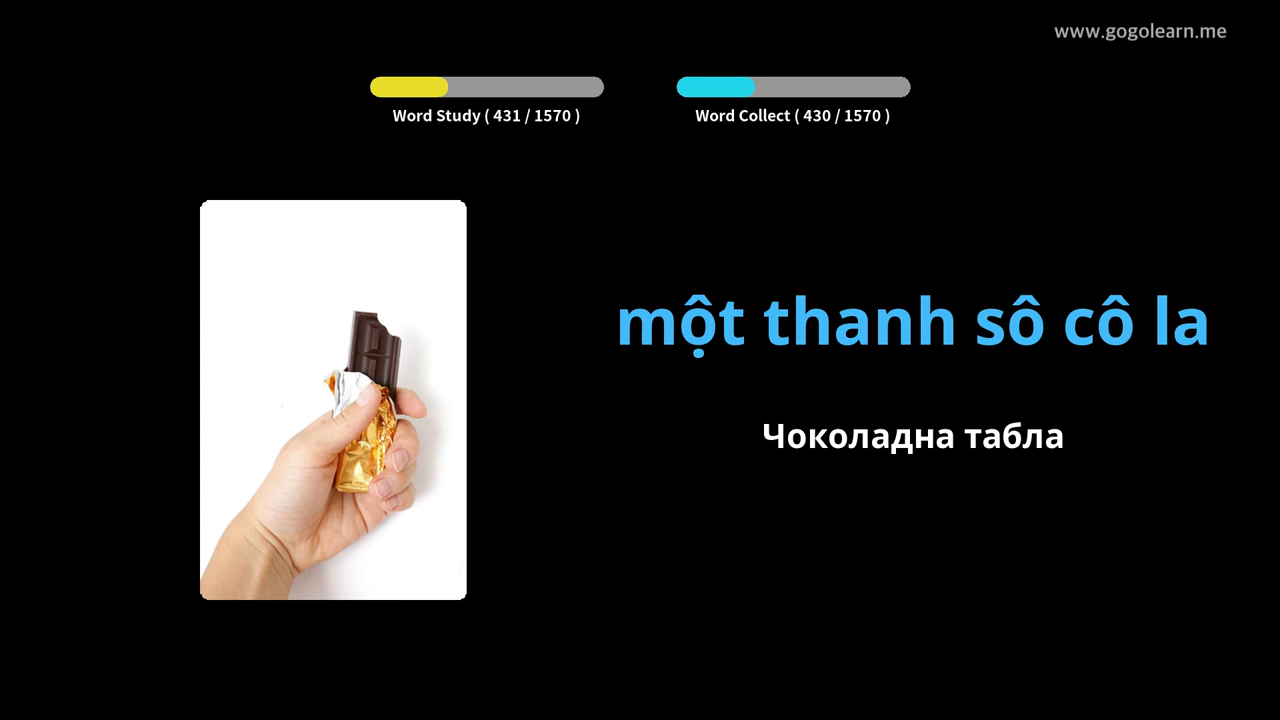 www.gogolearn.me
Word Study ( 431 / 1570 )
Word Collect ( 430 / 1570 )
một thanh sô cô la
Чоколадна табла